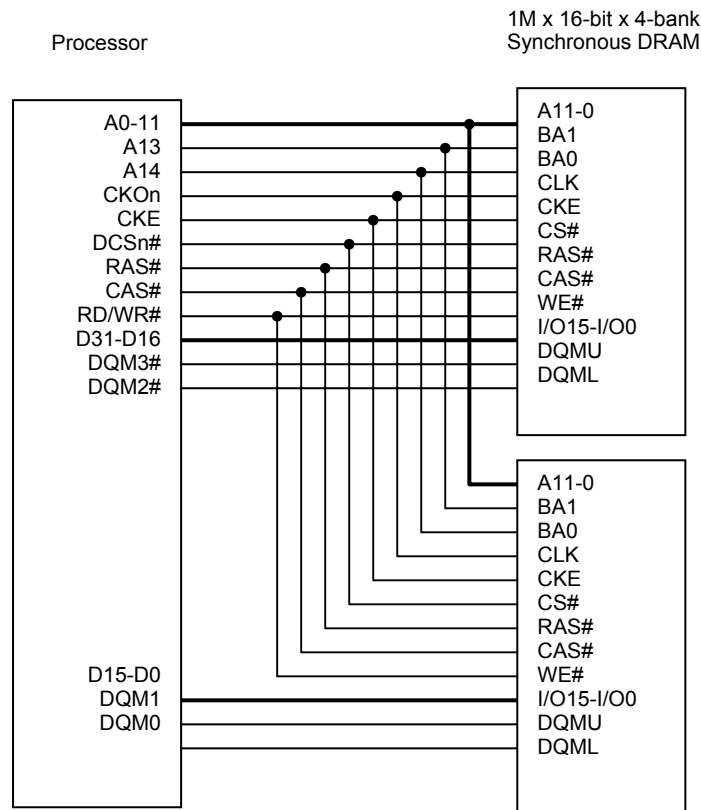 1M x 16-bit x 4-bank
Synchronous DRAM
Processor
A0-11
A13
A14
CKOn
CKE
DCSn#
RAS#
CAS#
RD/WR#
D31-D16
DQM3#
DQM2#
D15-D0
DQM1
DQM0
A11-0
BA1
BA0
CLK
CKE
CS#
RAS#
CAS#
WE#
I/O15-I/O0
DQMU
DQML
A11-0
BA1
BA0
CLK
CKE
CS#
RAS#
CAS#
WE#
I/O15-I/O0
DQMU
DQML